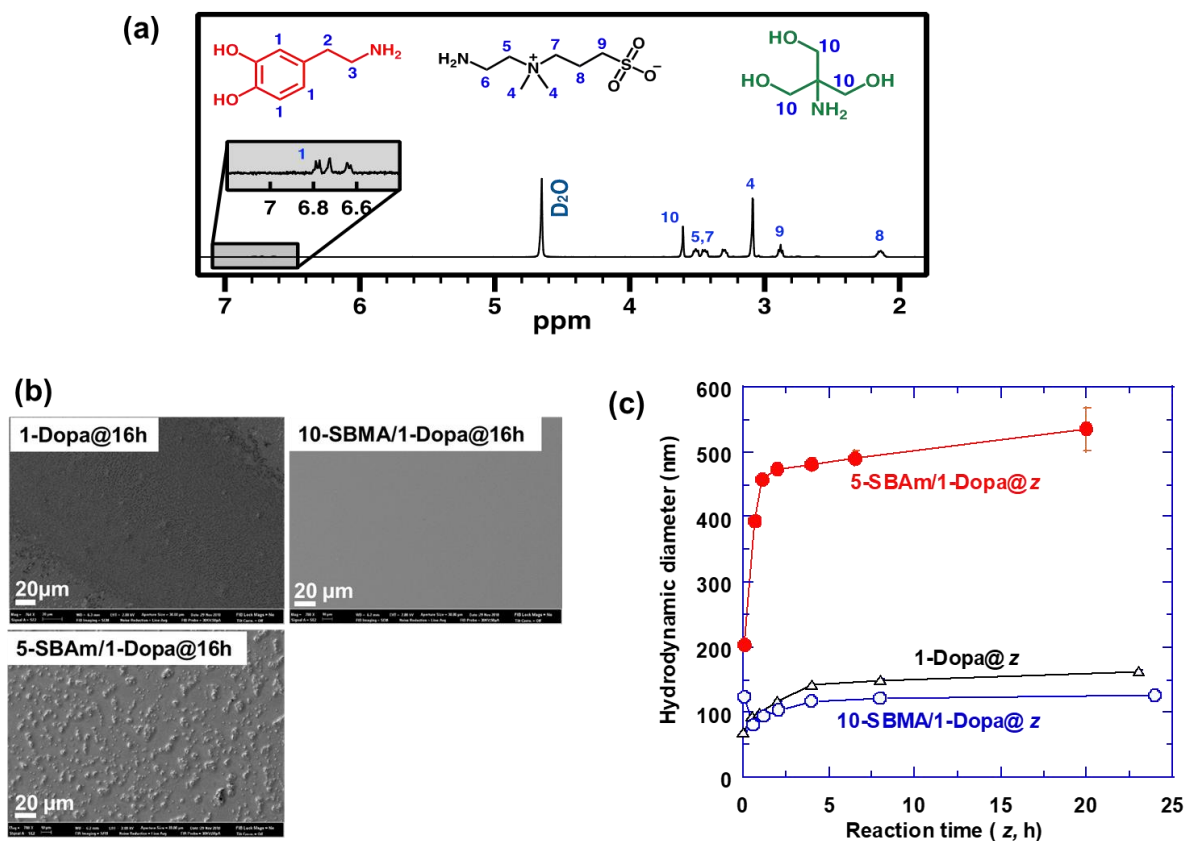 (a)
HO
HO
1
1
1
2
3
NH2
H2N
6
5
N+
4
4
7
8
9
S
O
O
O−
HO
10
HO
10
10
OH
NH2
1
7
6.8
6.6
D2O
10
5,7
4
9
8
7
6
5
4
3
2
ppm
(b)
1-Dopa@16h
20µm
10-SBMA/1-Dopa@16h
20 µm
5-SBAm/1-Dopa@16h
20 µm
(c)
Hydrodynamic diameter (nm)
600
500
400
300
200
100
0
5-SBAm/1-Dopa@ z
1-Dopa@ z
10-SBMA/1-Dopa@ z
0
5
10
15
20
25
Reaction time ( z, h)